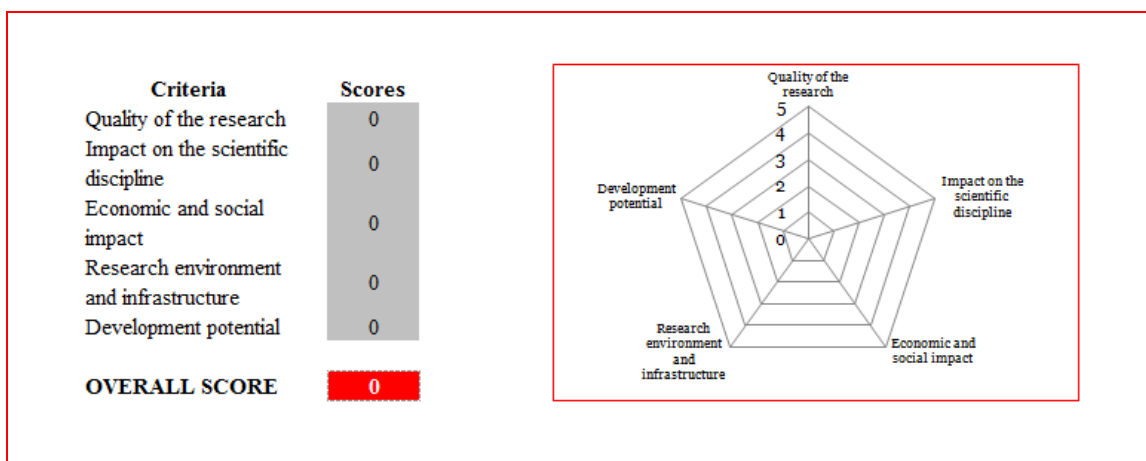 Criteria Scores
Quality of the research 0
Impact on the scientific
discipline
0
Economic and social
impact
0
Research environment
and infrastructure
0
Development potential 0
OVERALL SCORE 0
Quality of the
research
5
4
3
2
1
0
Impact on the
scientific
discipline
Economic and
social impact
Research
environment
and
infrastructure
Development
potential